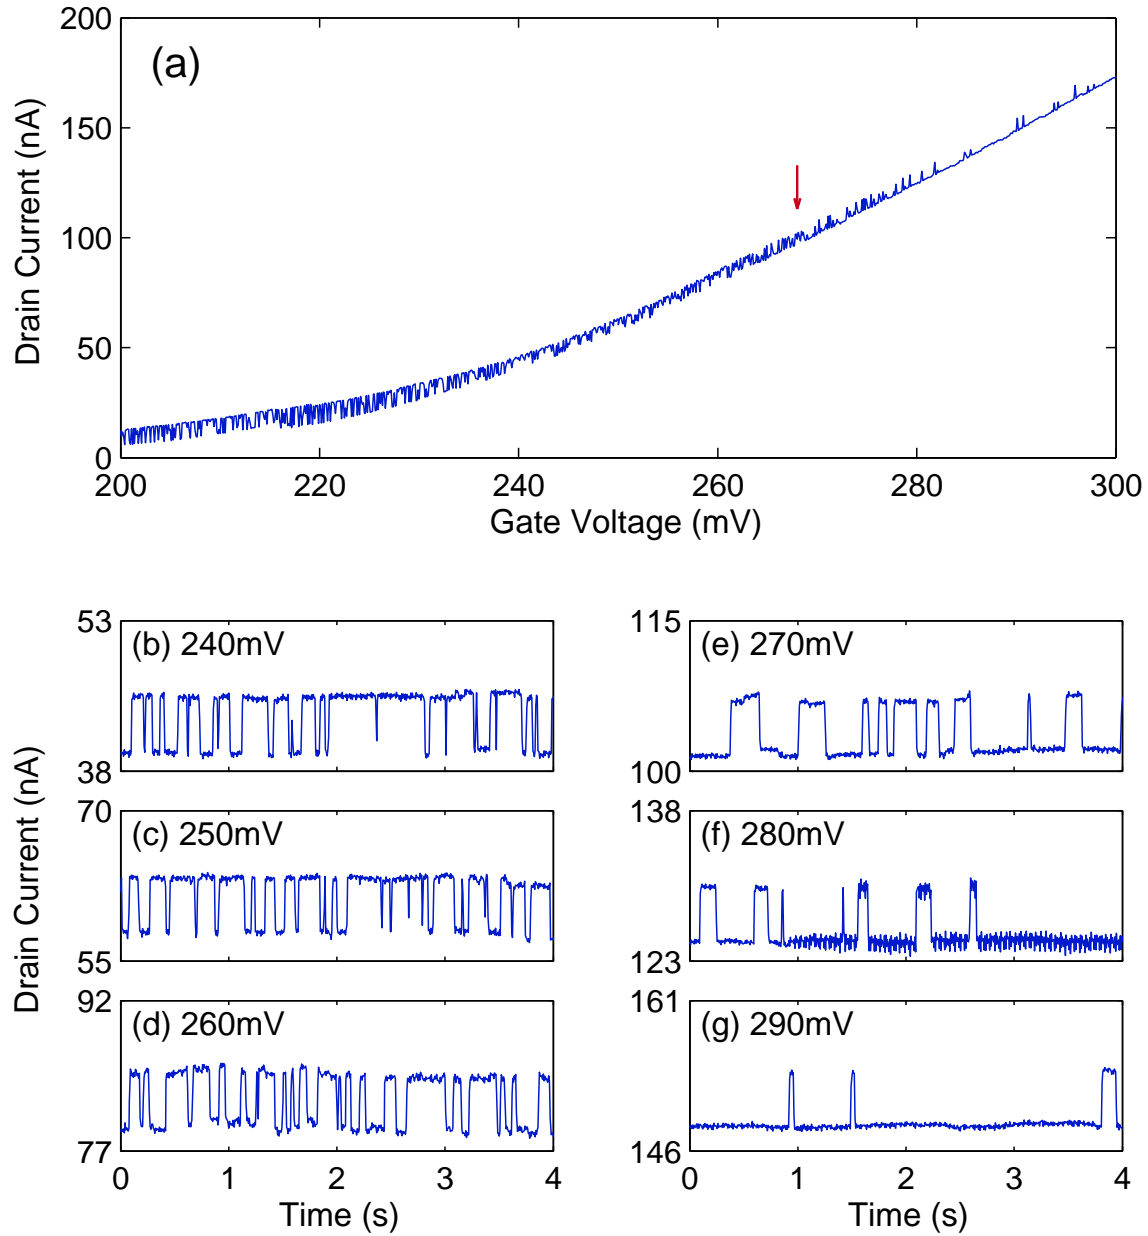 (a)
Drain Current (nA)
200
150
100
50
0
200 220 240 260 280 300
Gate Voltage (mV)
Drain Current (nA)
(b) 240mV
53
38
(c) 250mV
70
55
(d) 260mV
92
77
0 1 2 3 4
Time (s)
(e) 270mV
115
100
(f) 280mV
138
123
(g) 290mV
161
146
0 1 2 3 4
Time (s)